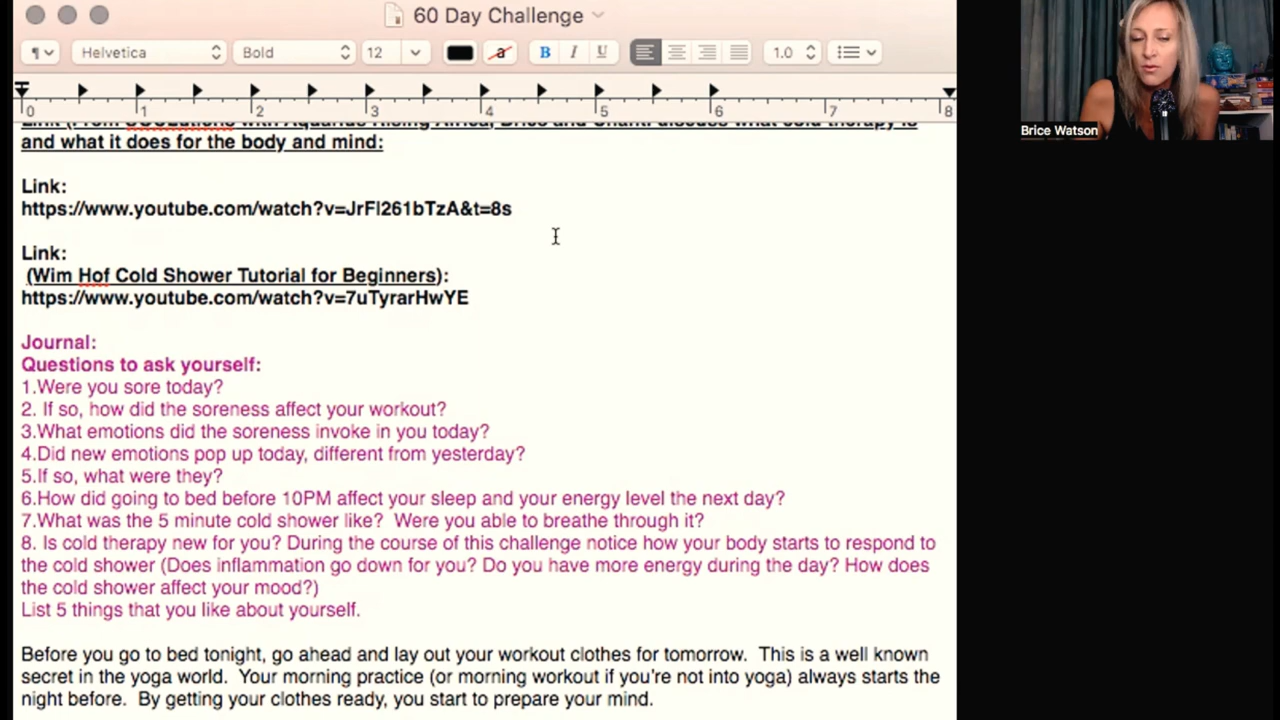 60 Day Challenge
Helvetica Bold 12 a B I U 1.0
0 1 2 3 4 5 6 7 8
and what it does for the body and mind:
Link:
https://www.youtube.com/watch?v=JrFl261bTzA&t=8s
Link:
(Wim Hof Cold Shower Tutorial for Beginners):
https://www.youtube.com/watch?v=7uTyrarHwYE
Journal:
Questions to ask yourself:
1.Were you sore today?
2. If so, how did the soreness affect your workout?
3.What emotions did the soreness invoke in you today?
4.Did new emotions pop up today, different from yesterday?
5.If so, what were they?
6.How did going to bed before 10PM affect your sleep and your energy level the next day?
7.What was the 5 minute cold shower like?  Were you able to breathe through it?
8. Is cold therapy new for you? During the course of this challenge notice how your body starts to respond to
the cold shower (Does inflammation go down for you? Do you have more energy during the day? How does
the cold shower affect your mood?)
List 5 things that you like about yourself.
Before you go to bed tonight, go ahead and lay out your workout clothes for tomorrow.  This is a well known
secret in the yoga world.  Your morning practice (or morning workout if you're not into yoga) always starts the
night before.  By getting your clothes ready, you start to prepare your mind.
Brice Watson